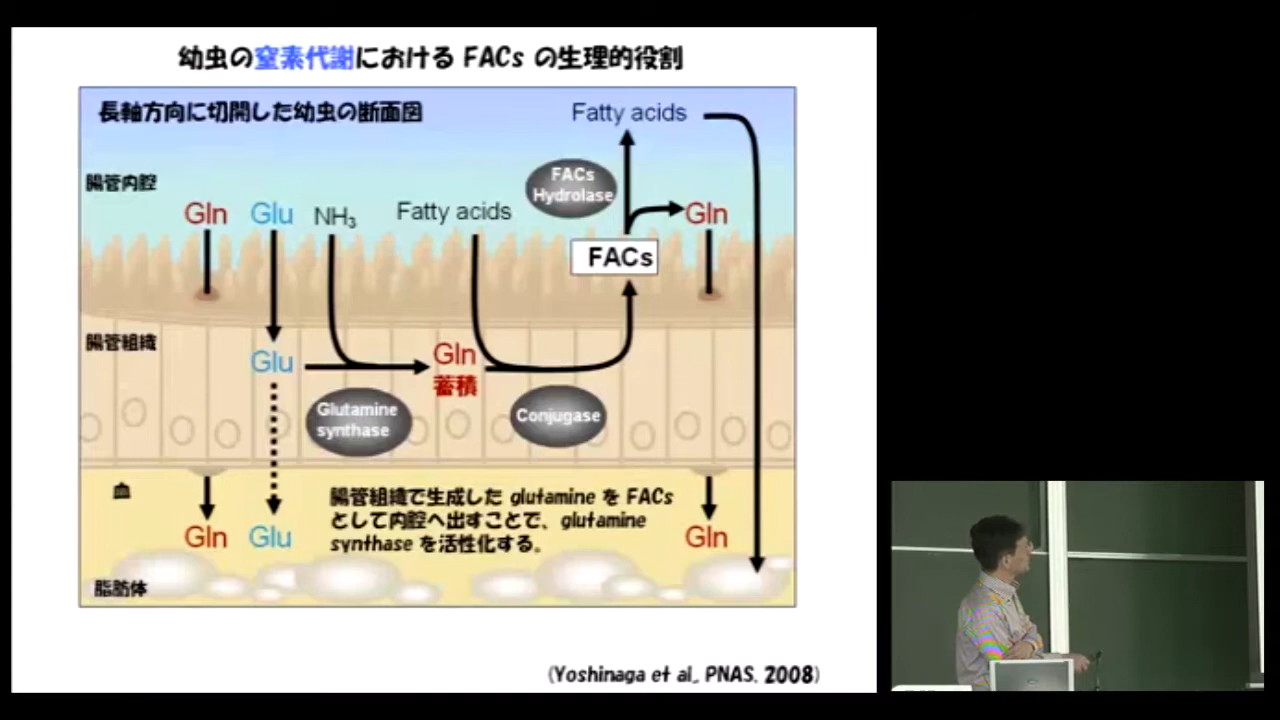 幼虫の窒素代謝における FACs の生理的役割
長軸方向に切開した幼虫の断面図
Fatty acids
腸管内腔
FACs
Hydrolase
Gln
Glu
NH3
Fatty acids
Gln
FACs
腸管組織
Glu
Gln
蓄積
Glutamine
synthase
Conjugase
血
腸管組織で生成した glutamine を FACs
として内腔へ出すことで、glutamine
synthase を活性化する。
Gln
Glu
Gln
脂肪体
(Yoshinaga et al., PNAS, 2008)